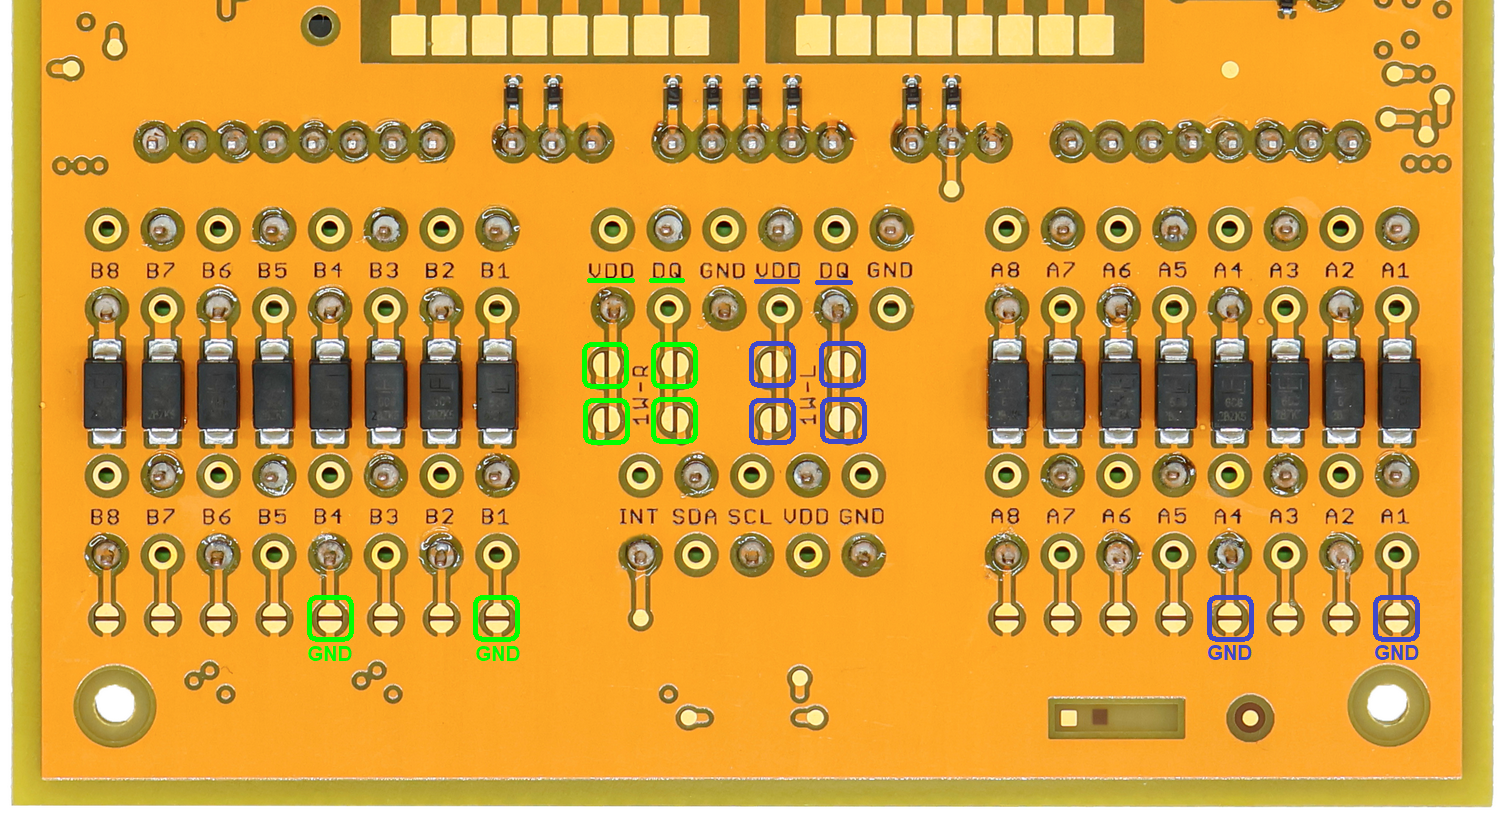 B8 B7 B6 B5 B4 B3 B2 B1 VDD DQ GND VDD DQ GND A8 A7 A6 A5 A4 A3 A2 A1
1W-R
1W-L
B8 B7 B6 B5 B4 B3 B2 B1 INT SDA SCL VDD GND A8 A7 A6 A5 A4 A3 A2 A1
GND GND GND GND